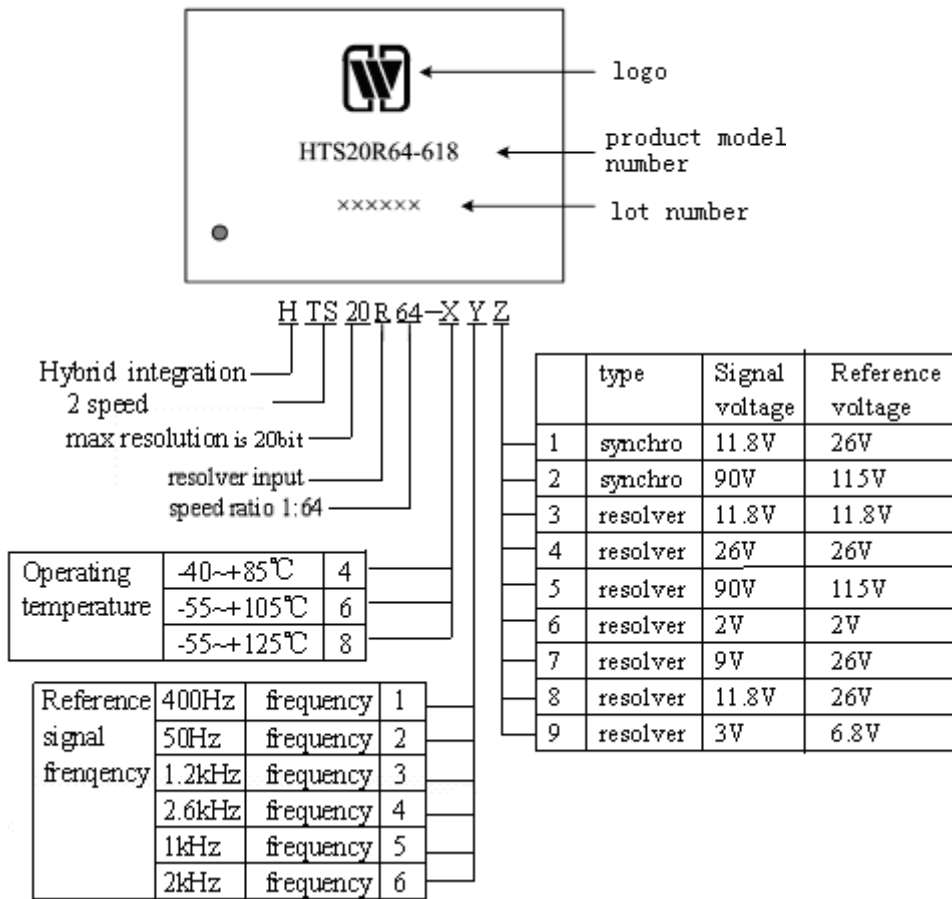 logo
HTS20R64-618
product model
number
××××××
lot number
H TS 20 R 64-X Y Z
Hybrid integration
2 speed
max resolution is 20bit
resolver input
speed ratio 1:64
Operating temperature
-40~+85℃ 4
-55~+105℃ 6
-55~+125℃ 8
Reference signal frenqency
400Hz frequency 1
50Hz frequency 2
1.2kHz frequency 3
2.6kHz frequency 4
1kHz frequency 5
2kHz frequency 6
type Signal voltage Reference voltage
1 synchro 11.8V 26V
2 synchro 90V 115V
3 resolver 11.8V 11.8V
4 resolver 26V 26V
5 resolver 90V 115V
6 resolver 2V 2V
7 resolver 9V 26V
8 resolver 11.8V 26V
9 resolver 3V 6.8V